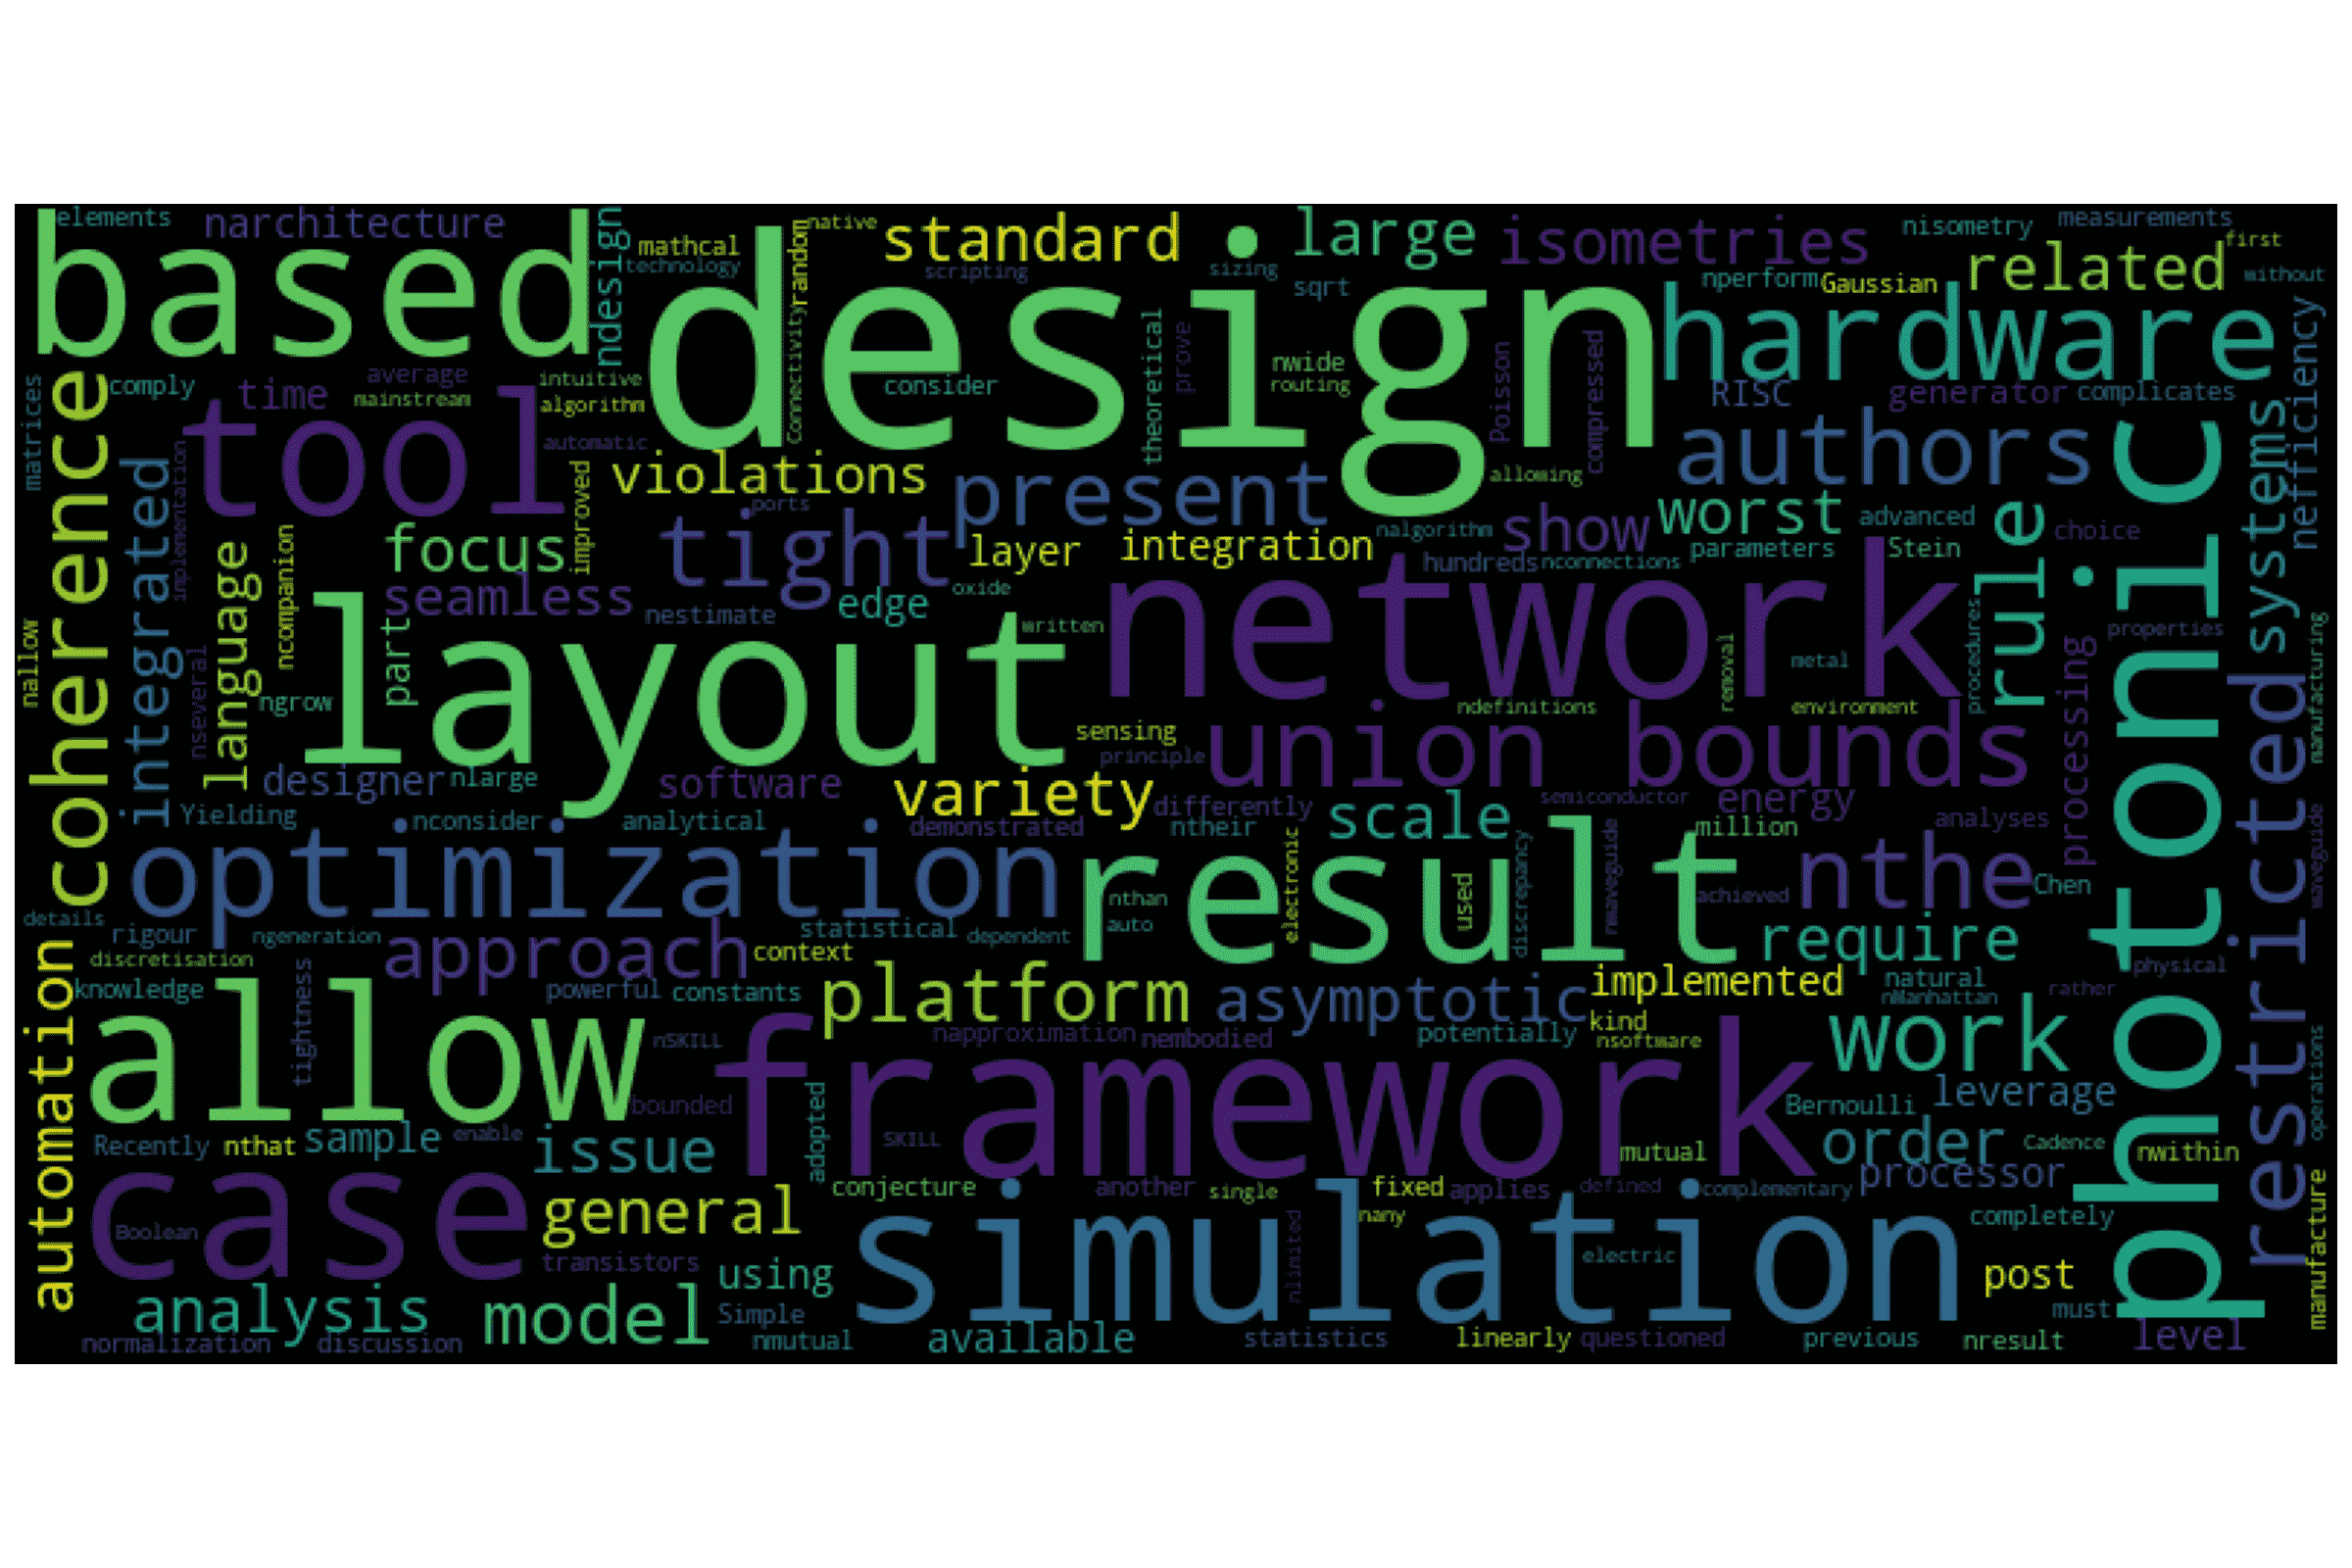 elements
narchitecture
ndesign
native
mathcal
technology
random
Connectivity
standard
scripting
sizing
large
sqrt
isometries
nisometry
measurements
first
related
without
nperform
Gaussian
based
design
hardware
nefficiency
coherence
matrices
comply
time
average
mainstream
intuitive
algorithm
automatic
consider
theoretical
prove
nwide
routing
Poisson
compressed
RISC
generator
complicates
systems
tool
integrated
implementation
improved
violations
ports
present
allowing
authors
photonic
language
ncompanion
focus
seamless
tight
nestimate
layer
edge
oxide
integration
nalgorithm
show
hundreds
nconnections
worst
parameters
advanced
Stein
rule
choice
nallow
nseveral
ngrow
part
layout
written
network
removal
metal
procedures
processing
properties
manufacturing
ndefinitions
environment
sensing
principle
union bounds
restricted
designer
nlarge
software
variety
differently
semiconductor
energy
Yielding
nconsider
analytical
demonstrated
ntheir
scale
million
analyses
waveguide
optimization
result
electronic
discrepancy
nwaveguide
used
nthan
auto
achieved
nthe
Chen
details
rigour
ngeneration
statistical
dependent
approach
context
require
discretisation
knowledge
tightness
powerful
constants
platform
asymptotic
implemented
natural
nManhattan
physical
rather
automation
allow
nSKILL
napproximation
nembodied
potentially
kind
nsoftware
work
operations
framework
bounded
adopted
Bernoulli
leverage
Recently
nthat
sample
enable
issue
SKILL
mutual
order
Cadence
nwithin
processor
case
conjecture
another
single
fixed
applies
defined
complementary
general
nany
completely
Boolean
transistors
using
simulation
nlimited
electric
post
manufacture
analysis
model
Simple
must
normalization
discussion
nmutual
available
statistics
linearly
questioned
previous
nresult
level